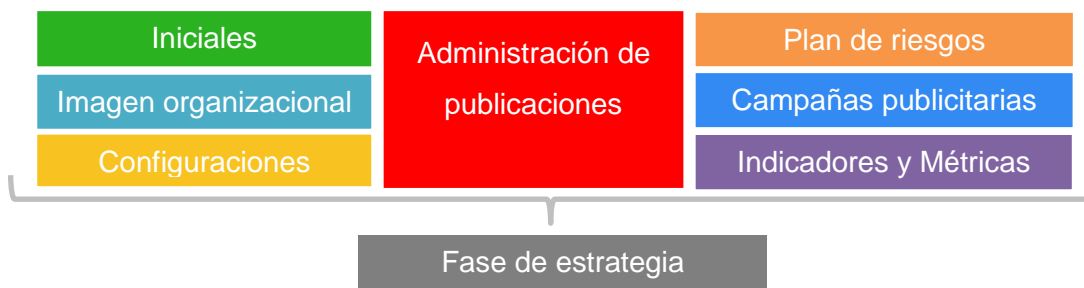 Iniciales
Imagen organizacional
Configuraciones
Administración de
publicaciones
Plan de riesgos
Campañas publicitarias
Indicadores y Métricas
Fase de estrategia